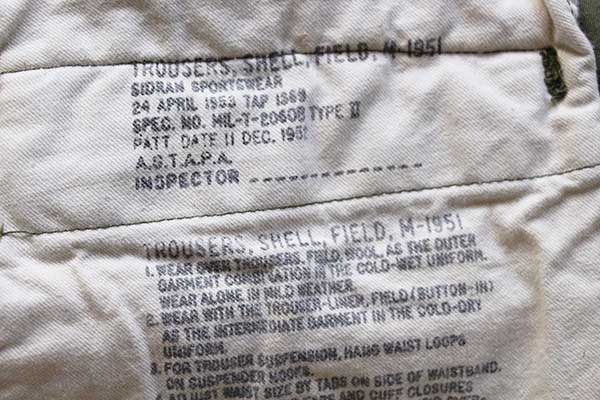 TROUSERS, SHELL, FIELD, M-1951
SIDRAN SPORTSWEAR
24 APRIL 1953 TAP 1369
SPEC. NO. MIL-T-2060B TYPE II
PATT. DATE 11 DEC. 1951
A.S.T.A.P.A.
INSPECTOR --------------
TROUSERS, SHELL, FIELD, M-1951
1. WEAR OVER TROUSERS, FIELD, WOOL, AS THE OUTER
GARMENT COMBINATION IN THE COLD-WET UNIFORM.
WEAR ALONE IN MILD WEATHER.
2. WEAR WITH THE TROUSER-LINER, FIELD (BUTTON-IN)
AS THE INTERMEDIATE GARMENT IN THE COLD-DRY
UNIFORM.
3. FOR TROUSER SUSPENSION, HANG WAIST LOOPS
ON SUSPENDER HOOKS.
4. ADJUST WAIST SIZE BY TABS ON SIDE OF WAISTBAND.
AND CUFF CLOSURES